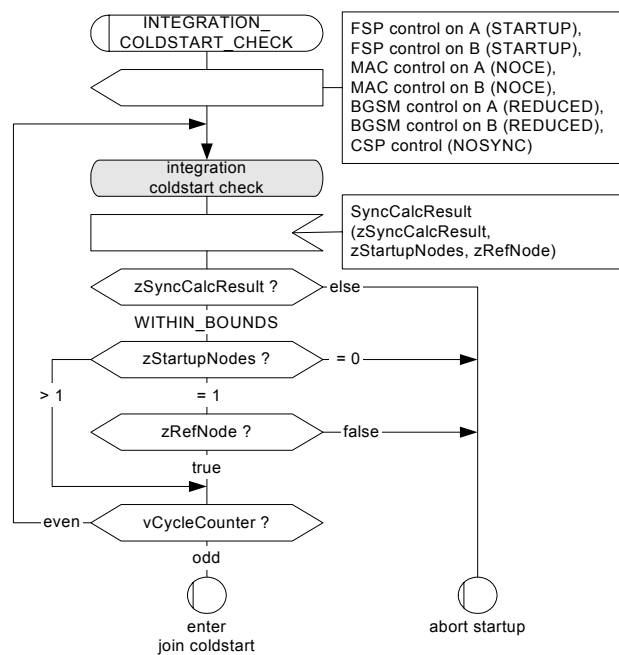 INTEGRATION_
COLDSTART_CHECK
FSP control on A (STARTUP),
FSP control on B (STARTUP),
MAC control on A (NOCE),
MAC control on B (NOCE),
BGSM control on A (REDUCED),
BGSM control on B (REDUCED),
CSP control (NOSYNC)
integration
coldstart check
SyncCalcResult
(zSyncCalcResult,
zStartupNodes, zRefNode)
zSyncCalcResult ?
else
WITHIN_BOUNDS
zStartupNodes ?
= 0
> 1
= 1
zRefNode ?
false
true
even
vCycleCounter ?
odd
enter
join coldstart
abort startup